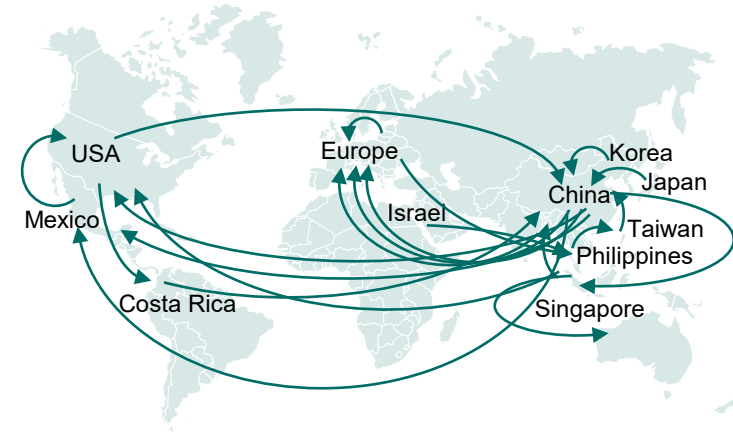 USA
Europe
Korea
Japan
China
Mexico
Israel
Taiwan
Philippines
Costa Rica
Singapore